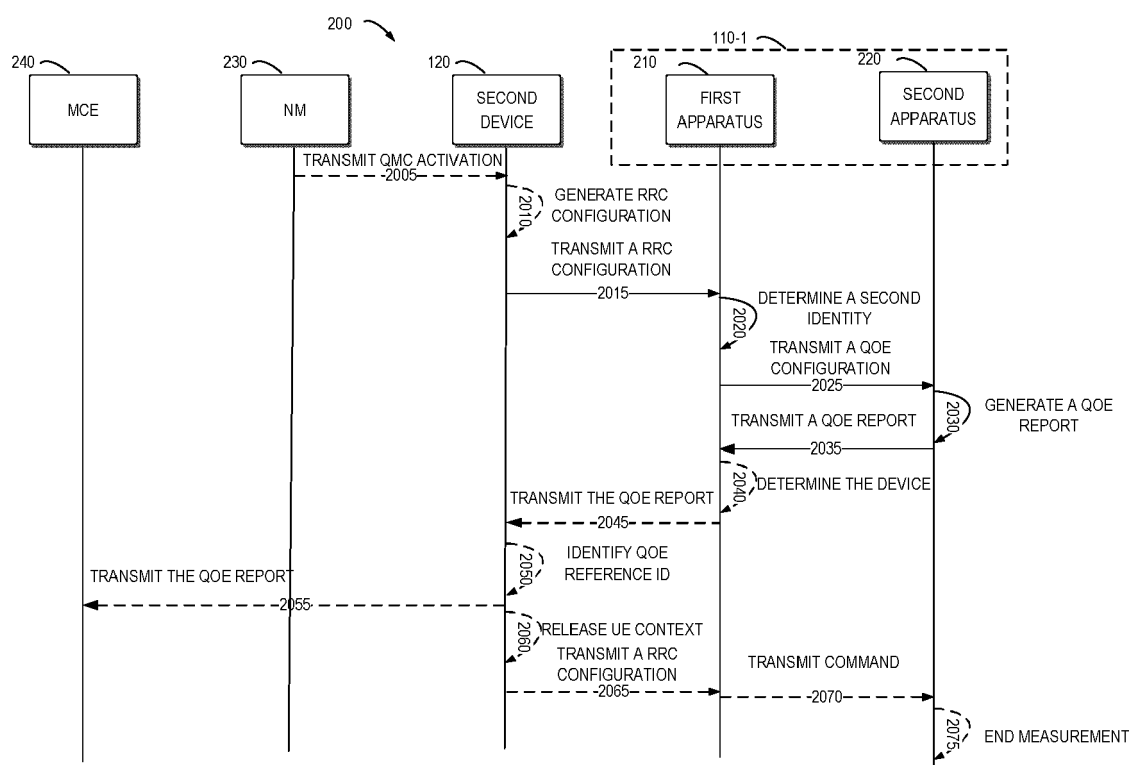 200
110-1
240
230
120
210
220
MCE
NM
SECOND
DEVICE
FIRST
APPARATUS
SECOND
APPARATUS
TRANSMIT QMC ACTIVATION
2005
2010
GENERATE RRC
CONFIGURATION
TRANSMIT A RRC
CONFIGURATION
2015
2020
DETERMINE A SECOND
IDENTITY
TRANSMIT A QOE
CONFIGURATION
2025
2030
GENERATE A QOE
REPORT
TRANSMIT A QOE REPORT
2035
2040
DETERMINE THE DEVICE
TRANSMIT THE QOE REPORT
2045
2050
IDENTIFY QOE
REFERENCE ID
TRANSMIT THE QOE REPORT
2055
2060
RELEASE UE CONTEXT
TRANSMIT A RRC
CONFIGURATION
2065
TRANSMIT COMMAND
2070
2075
END MEASUREMENT